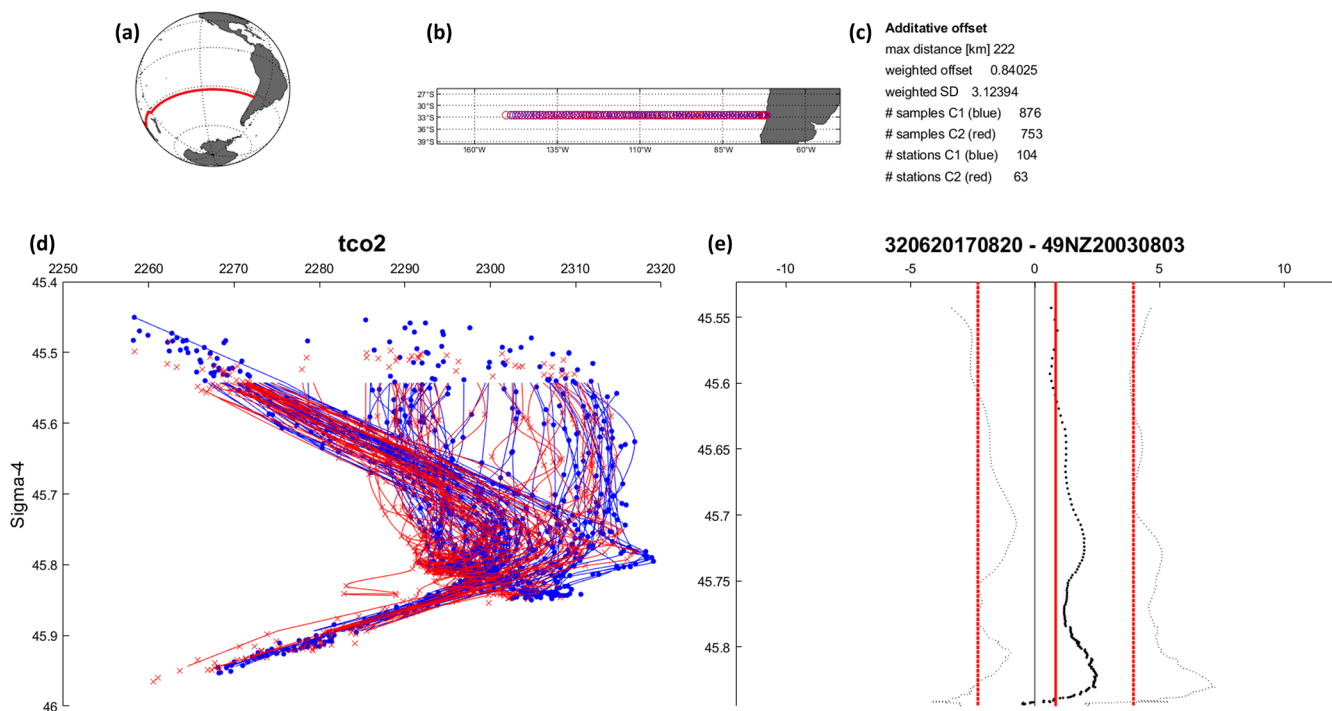 (a)
(b)
27°S
30°S
33°S
36°S
39°S
160°W 135°W 110°W 85°W 60°W
(c)
Additative offset
max distance [km] 222
weighted offset 0.84025
weighted SD 3.12394
# samples C1 (blue) 876
# samples C2 (red) 753
# stations C1 (blue) 104
# stations C2 (red) 63
(d)
tco2
2250 2260 2270 2280 2290 2300 2310 2320
45.4
45.5
45.6
45.7
45.8
45.9
46
Sigma-4
(e)
320620170820 - 49NZ20030803
-10 -5 0 5 10
45.55
45.6
45.65
45.7
45.75
45.8